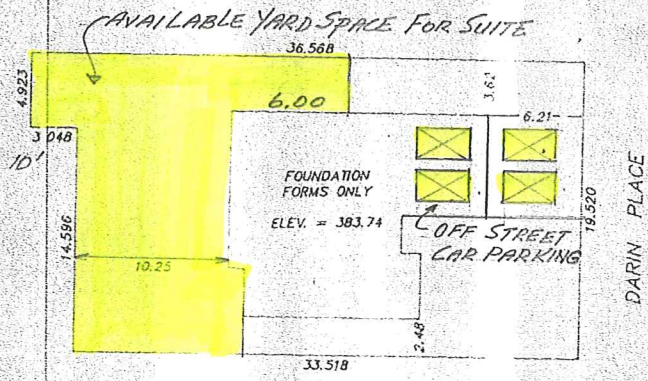 AVAILABLE YARD SPACE FOR SUITE
36.568
4.923
3.61
6.00
6.21
3.048
10'
FOUNDATION
FORMS ONLY
ELEV. = 383.74
19.520
DARIN PLACE
14.596
OFF STREET
CAR PARKING
10.25
2.48
33.518